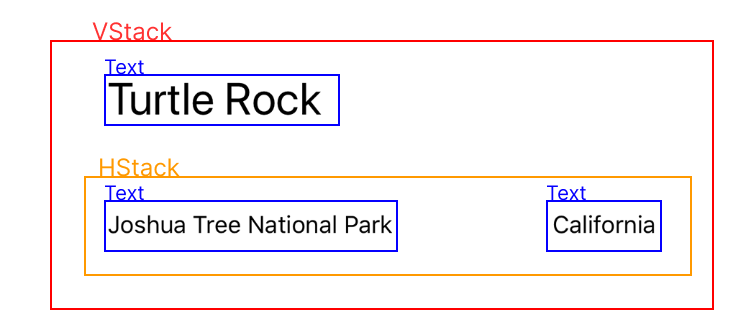 VStack
Text
Turtle Rock
HStack
Text Text
Joshua Tree National Park California